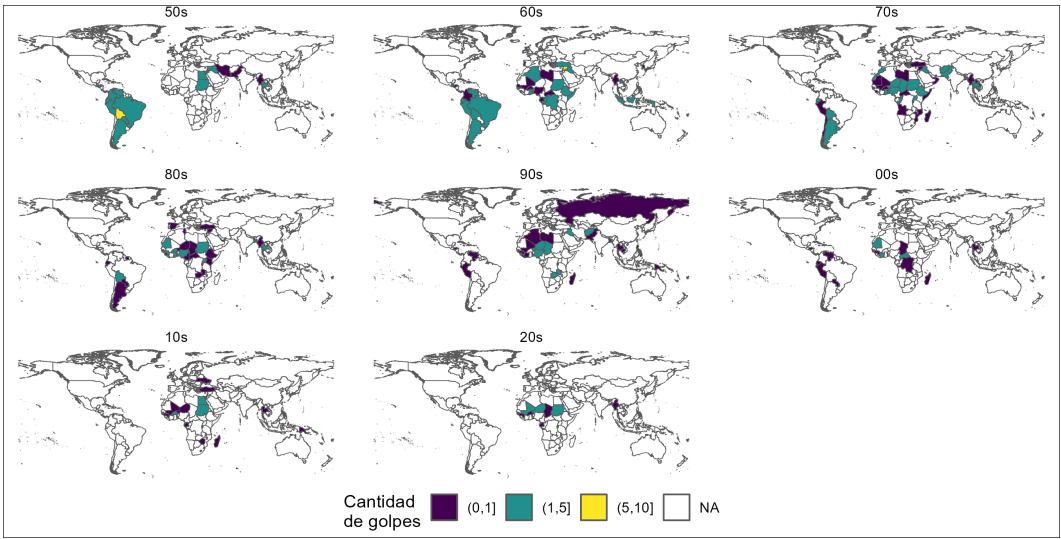 50s
60s
70s
80s
90s
00s
10s
20s
Cantidad
de golpes
(0,1]
(1,5]
(5,10]
NA